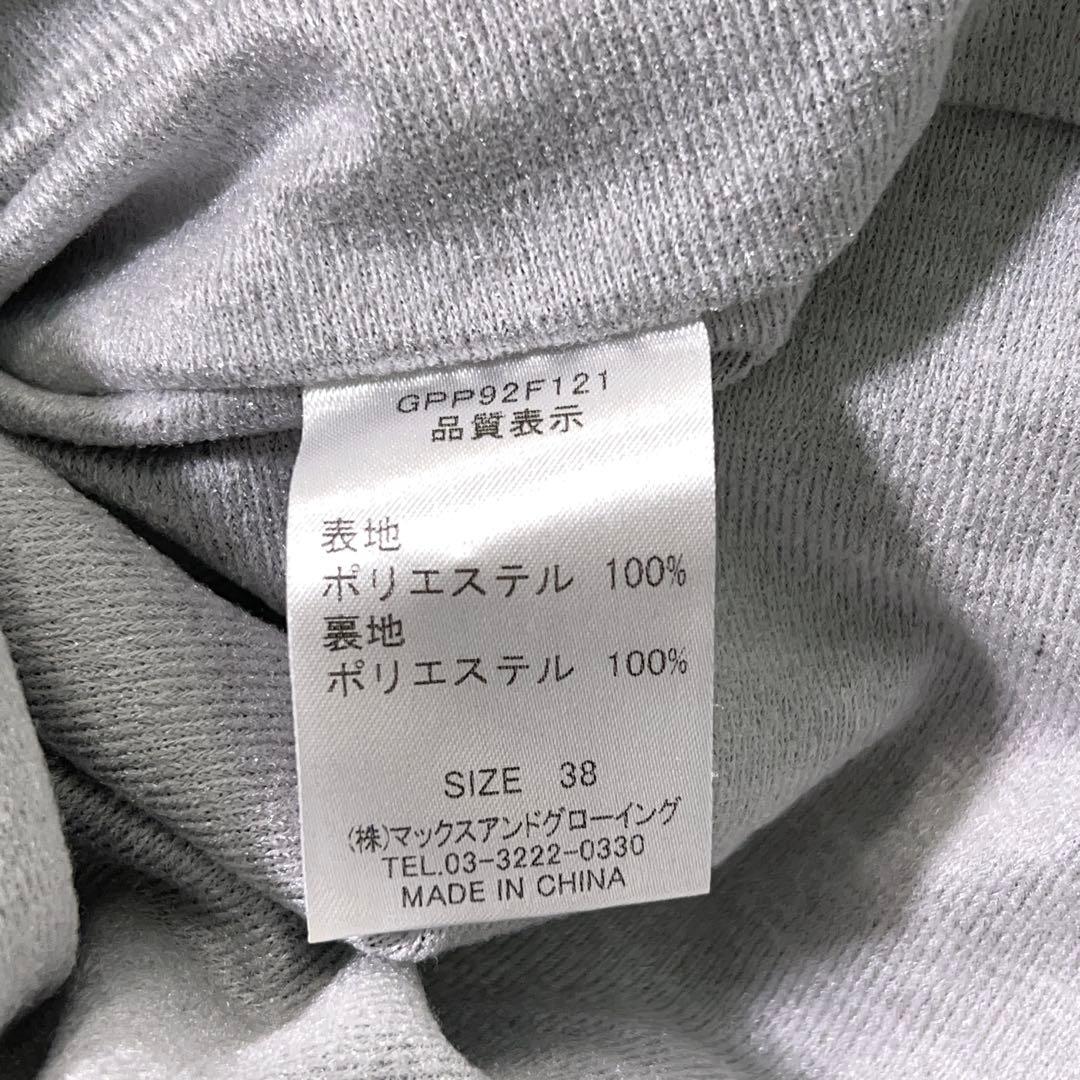 GPP92F121
品質表示
表地
ポリエステル 100%
裏地
ポリエステル 100%
SIZE 38
(株)マックスアンドグローイング
TEL.03-3222-0330
MADE IN CHINA